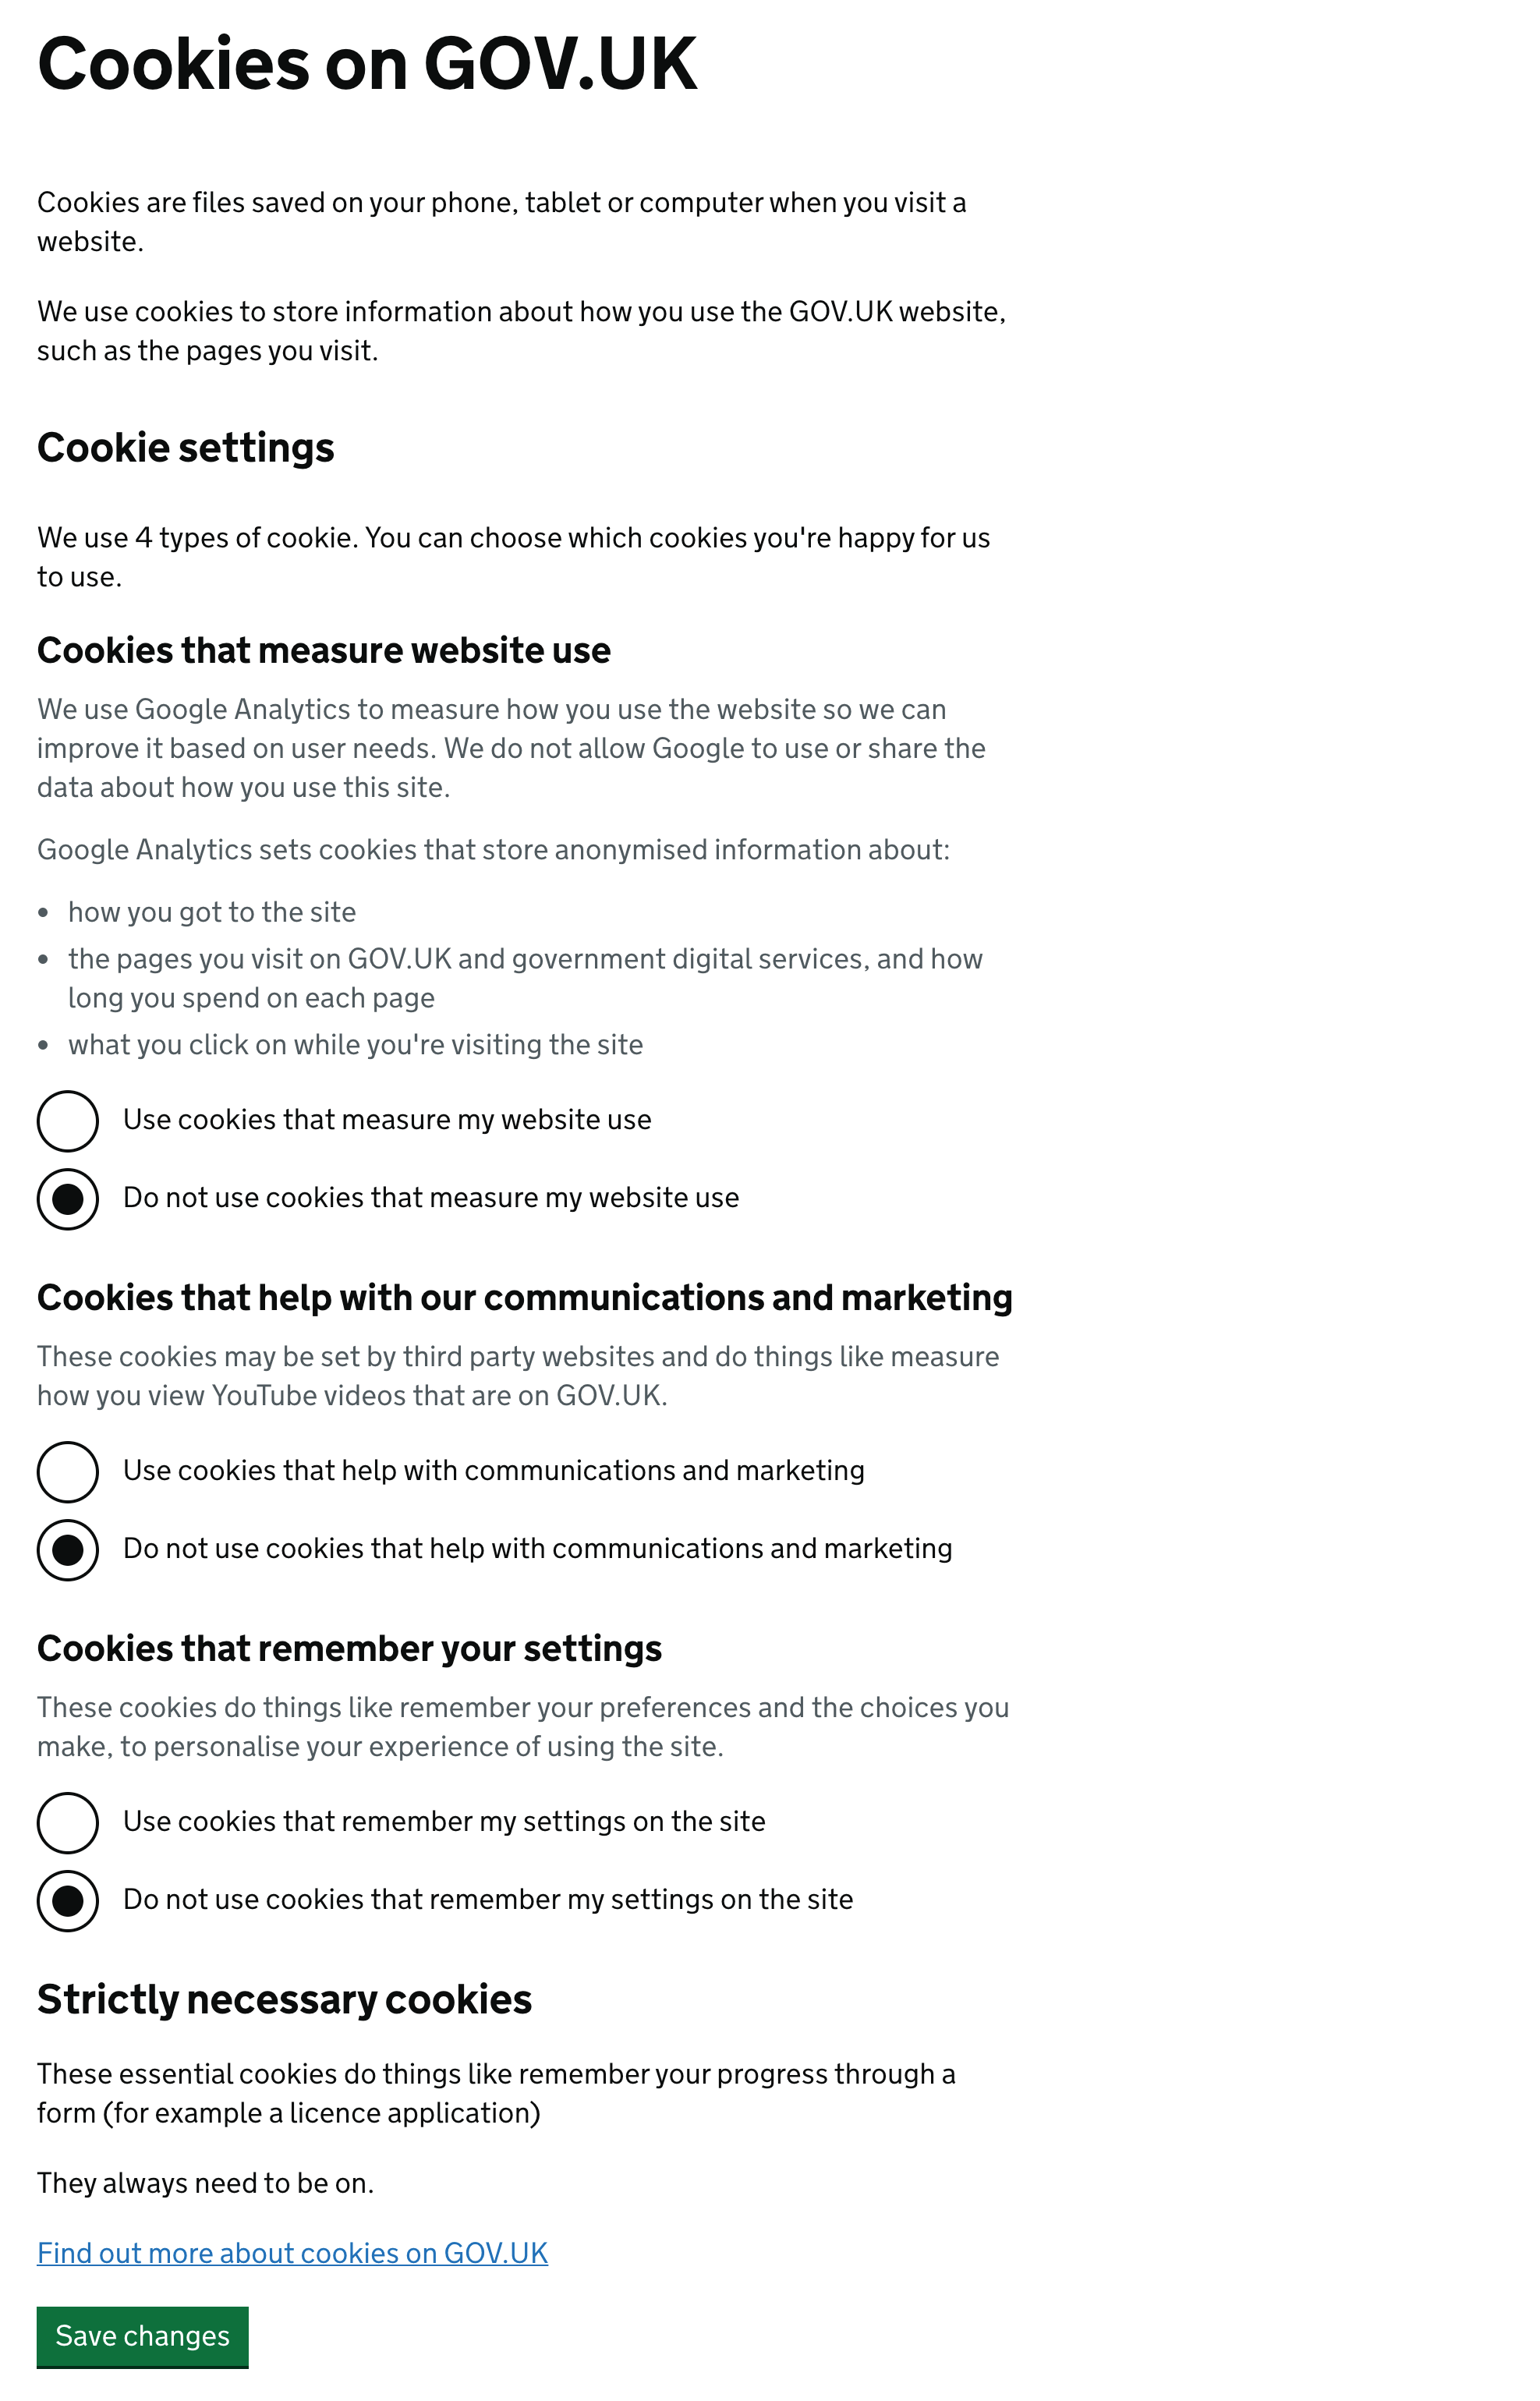 Cookies on GOV.UK
Cookies are files saved on your phone, tablet or computer when you visit a
website.
We use cookies to store information about how you use the GOV.UK website,
such as the pages you visit.
Cookie settings
We use 4 types of cookie. You can choose which cookies you're happy for us
to use.
Cookies that measure website use
We use Google Analytics to measure how you use the website so we can
improve it based on user needs. We do not allow Google to use or share the
data about how you use this site.
Google Analytics sets cookies that store anonymised information about:
• how you got to the site
• the pages you visit on GOV.UK and government digital services, and how
long you spend on each page
• what you click on while you're visiting the site
Use cookies that measure my website use
Do not use cookies that measure my website use
Cookies that help with our communications and marketing
These cookies may be set by third party websites and do things like measure
how you view YouTube videos that are on GOV.UK.
Use cookies that help with communications and marketing
Do not use cookies that help with communications and marketing
Cookies that remember your settings
These cookies do things like remember your preferences and the choices you
make, to personalise your experience of using the site.
Use cookies that remember my settings on the site
Do not use cookies that remember my settings on the site
Strictly necessary cookies
These essential cookies do things like remember your progress through a
form (for example a licence application)
They always need to be on.
Find out more about cookies on GOV.UK
Save changes